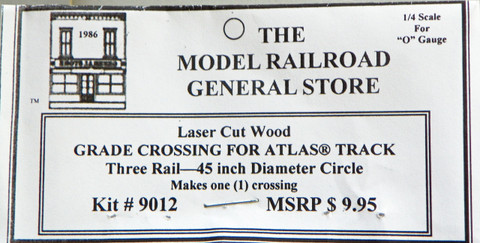 1986
THE
MODEL RAILROAD
GENERAL STORE
1/4 Scale
For
"O" Gauge
TM
Laser Cut Wood
GRADE CROSSING FOR ATLAS® TRACK
Three Rail—45 inch Diameter Circle
Makes one (1) crossing
Kit # 9012 MSRP $ 9.95